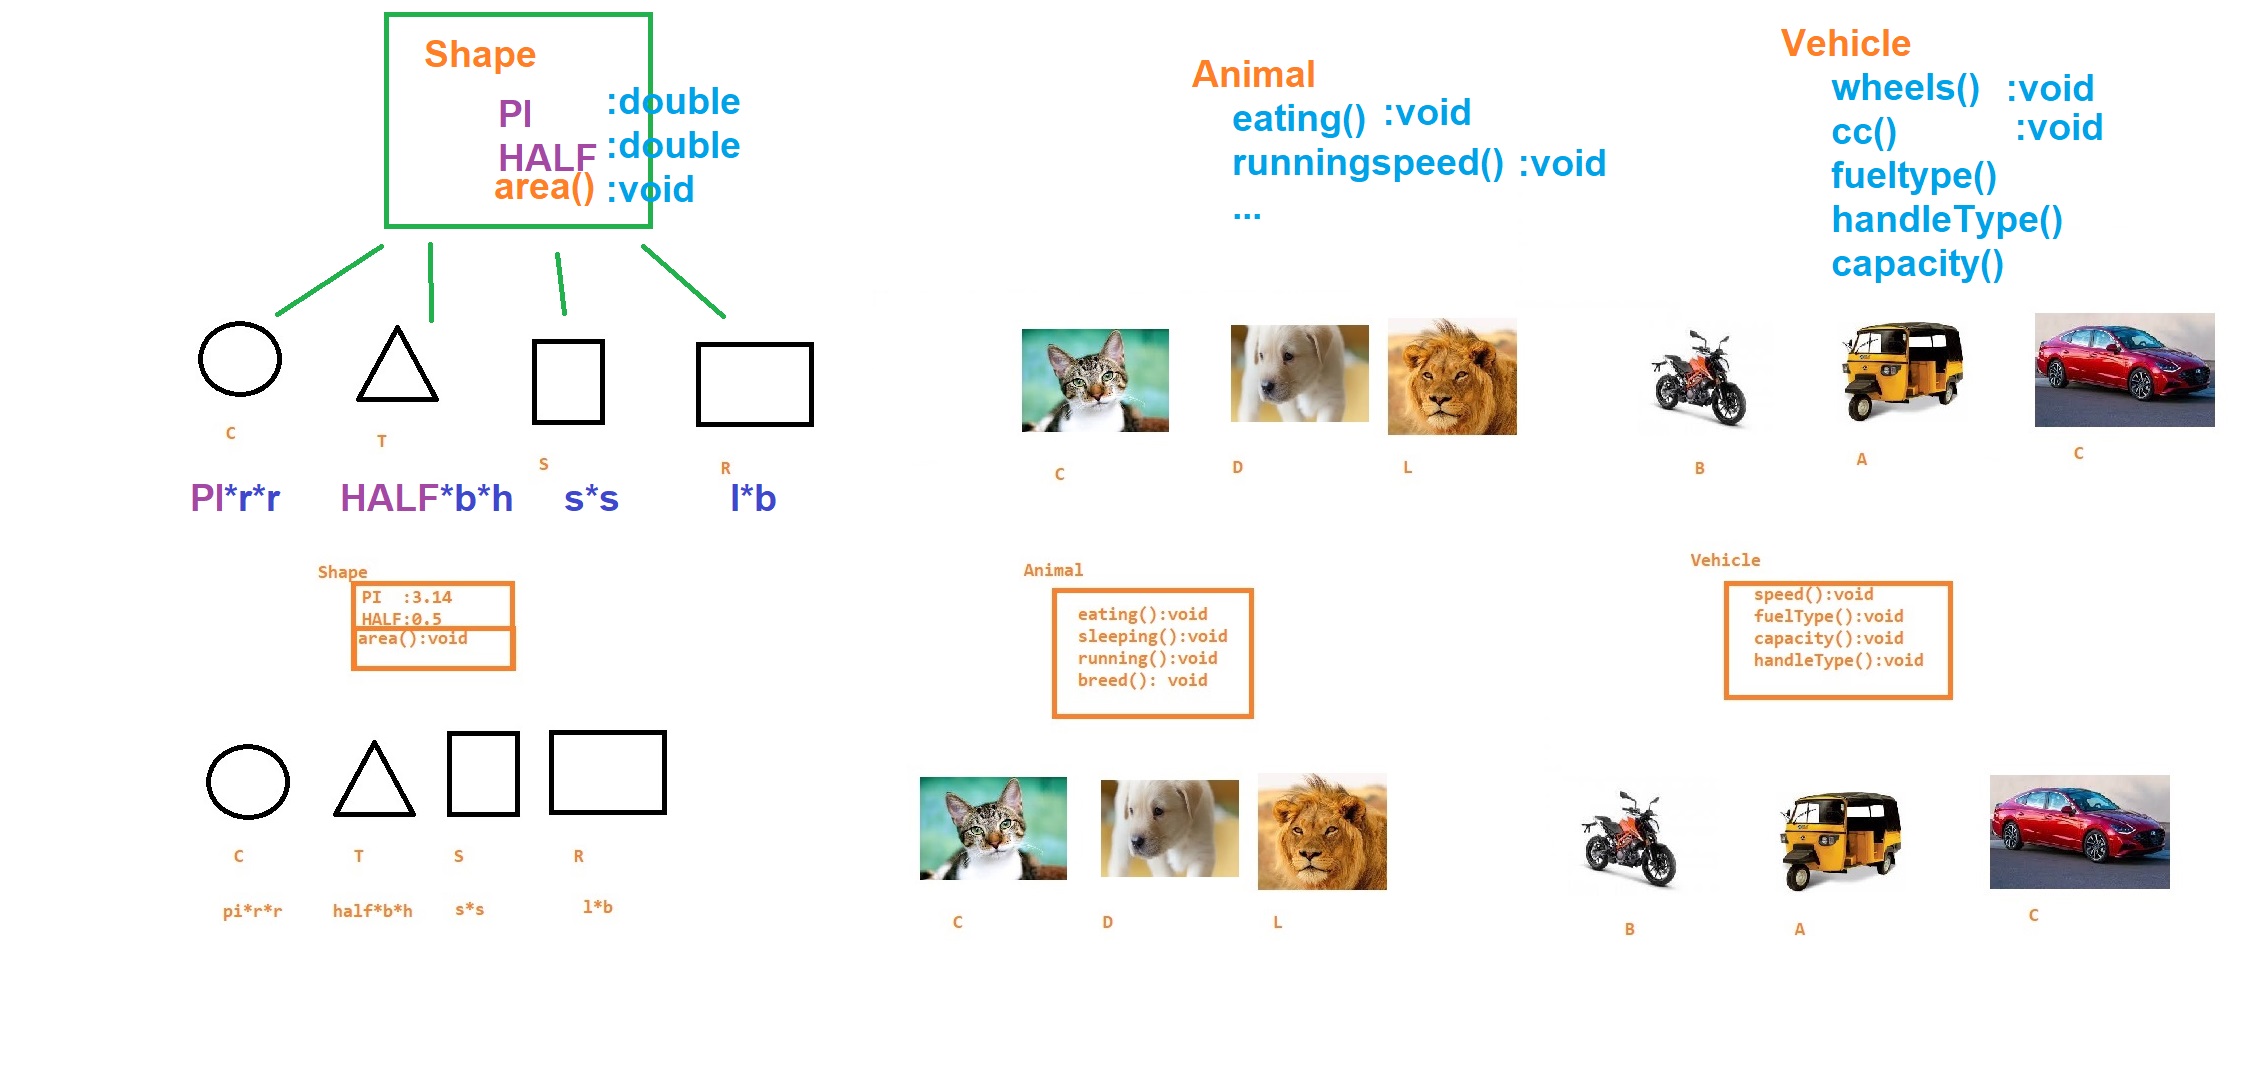 Shape
PI :double
HALF :double
area() :void
C
T
S
R
PI*r*r
HALF*b*h
s*s
l*b
Animal
eating() :void
runningspeed() :void
...
C
D
L
Vehicle
wheels() :void
cc() :void
fueltype()
handleType()
capacity()
B
A
C
Shape
PI :3.14
HALF:0.5
area():void
C
T
S
R
pi*r*r
half*b*h
s*s
l*b
Animal
eating():void
sleeping():void
running():void
breed(): void
C
D
L
Vehicle
speed():void
fuelType():void
capacity():void
handleType():void
B
A
C